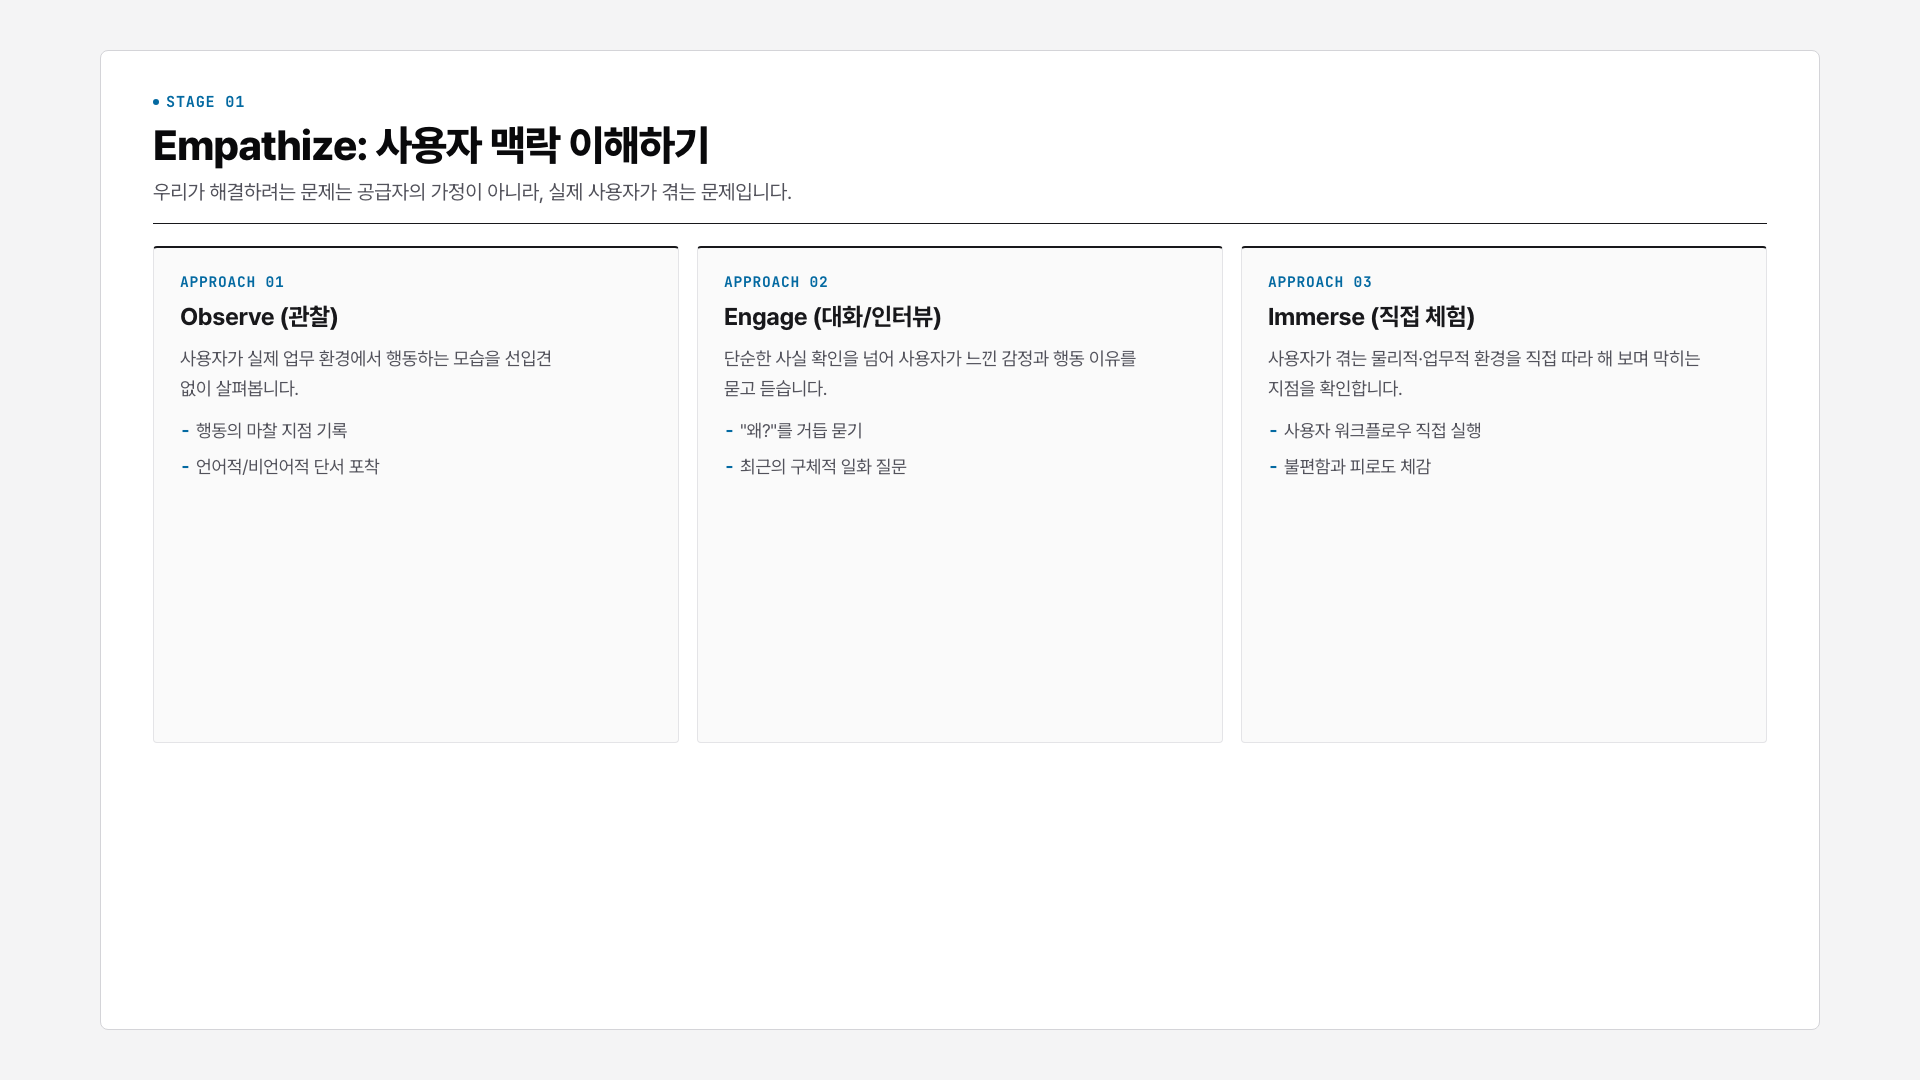 • STAGE 01
Empathize: 사용자 맥락 이해하기
우리가 해결하려는 문제는 공급자의 가정이 아니라, 실제 사용자가 겪는 문제입니다.
APPROACH 01
Observe (관찰)
사용자가 실제 업무 환경에서 행동하는 모습을 선입견
없이 살펴봅니다.
- 행동의 마찰 지점 기록
- 언어적/비언어적 단서 포착
APPROACH 02
Engage (대화/인터뷰)
단순한 사실 확인을 넘어 사용자가 느낀 감정과 행동 이유를
묻고 듣습니다.
- "왜?"를 거듭 묻기
- 최근의 구체적 일화 질문
APPROACH 03
Immerse (직접 체험)
사용자가 겪는 물리적·업무적 환경을 직접 따라 해 보며 막히는
지점을 확인합니다.
- 사용자 워크플로우 직접 실행
- 불편함과 피로도 체감